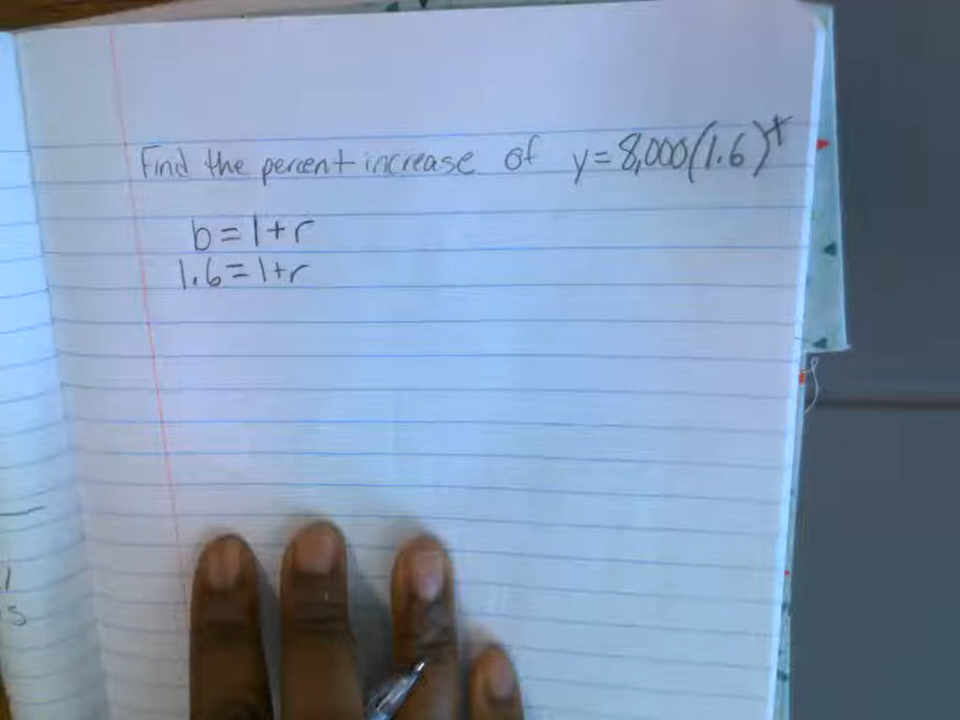 Find the percent increase of y=8,000(1.6)^x
b=1+r
1.6=1+r